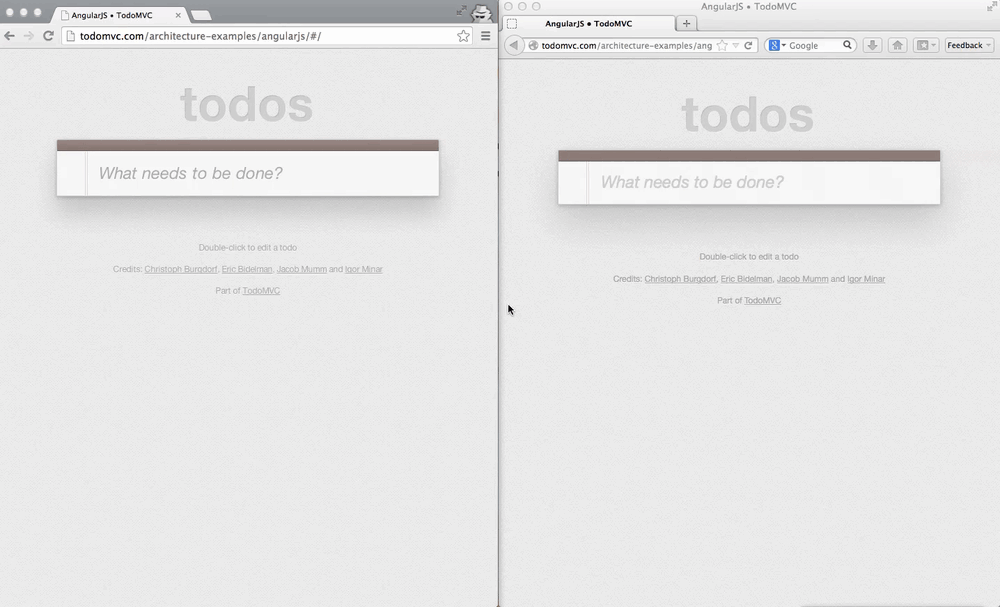 AngularJS • TodoMVC
todomvc.com/architecture-examples/angularjs/#/
todos
What needs to be done?
Double-click to edit a todo
Credits: Christoph Burgdorf, Eric Bidelman, Jacob Mumm and Igor Minar
Part of TodoMVC
AngularJS • TodoMVC
AngularJS • TodoMVC
todomvc.com/architecture-examples/ang
Google
Feedback
todos
What needs to be done?
Double-click to edit a todo
Credits: Christoph Burgdorf, Eric Bidelman, Jacob Mumm and Igor Minar
Part of TodoMVC